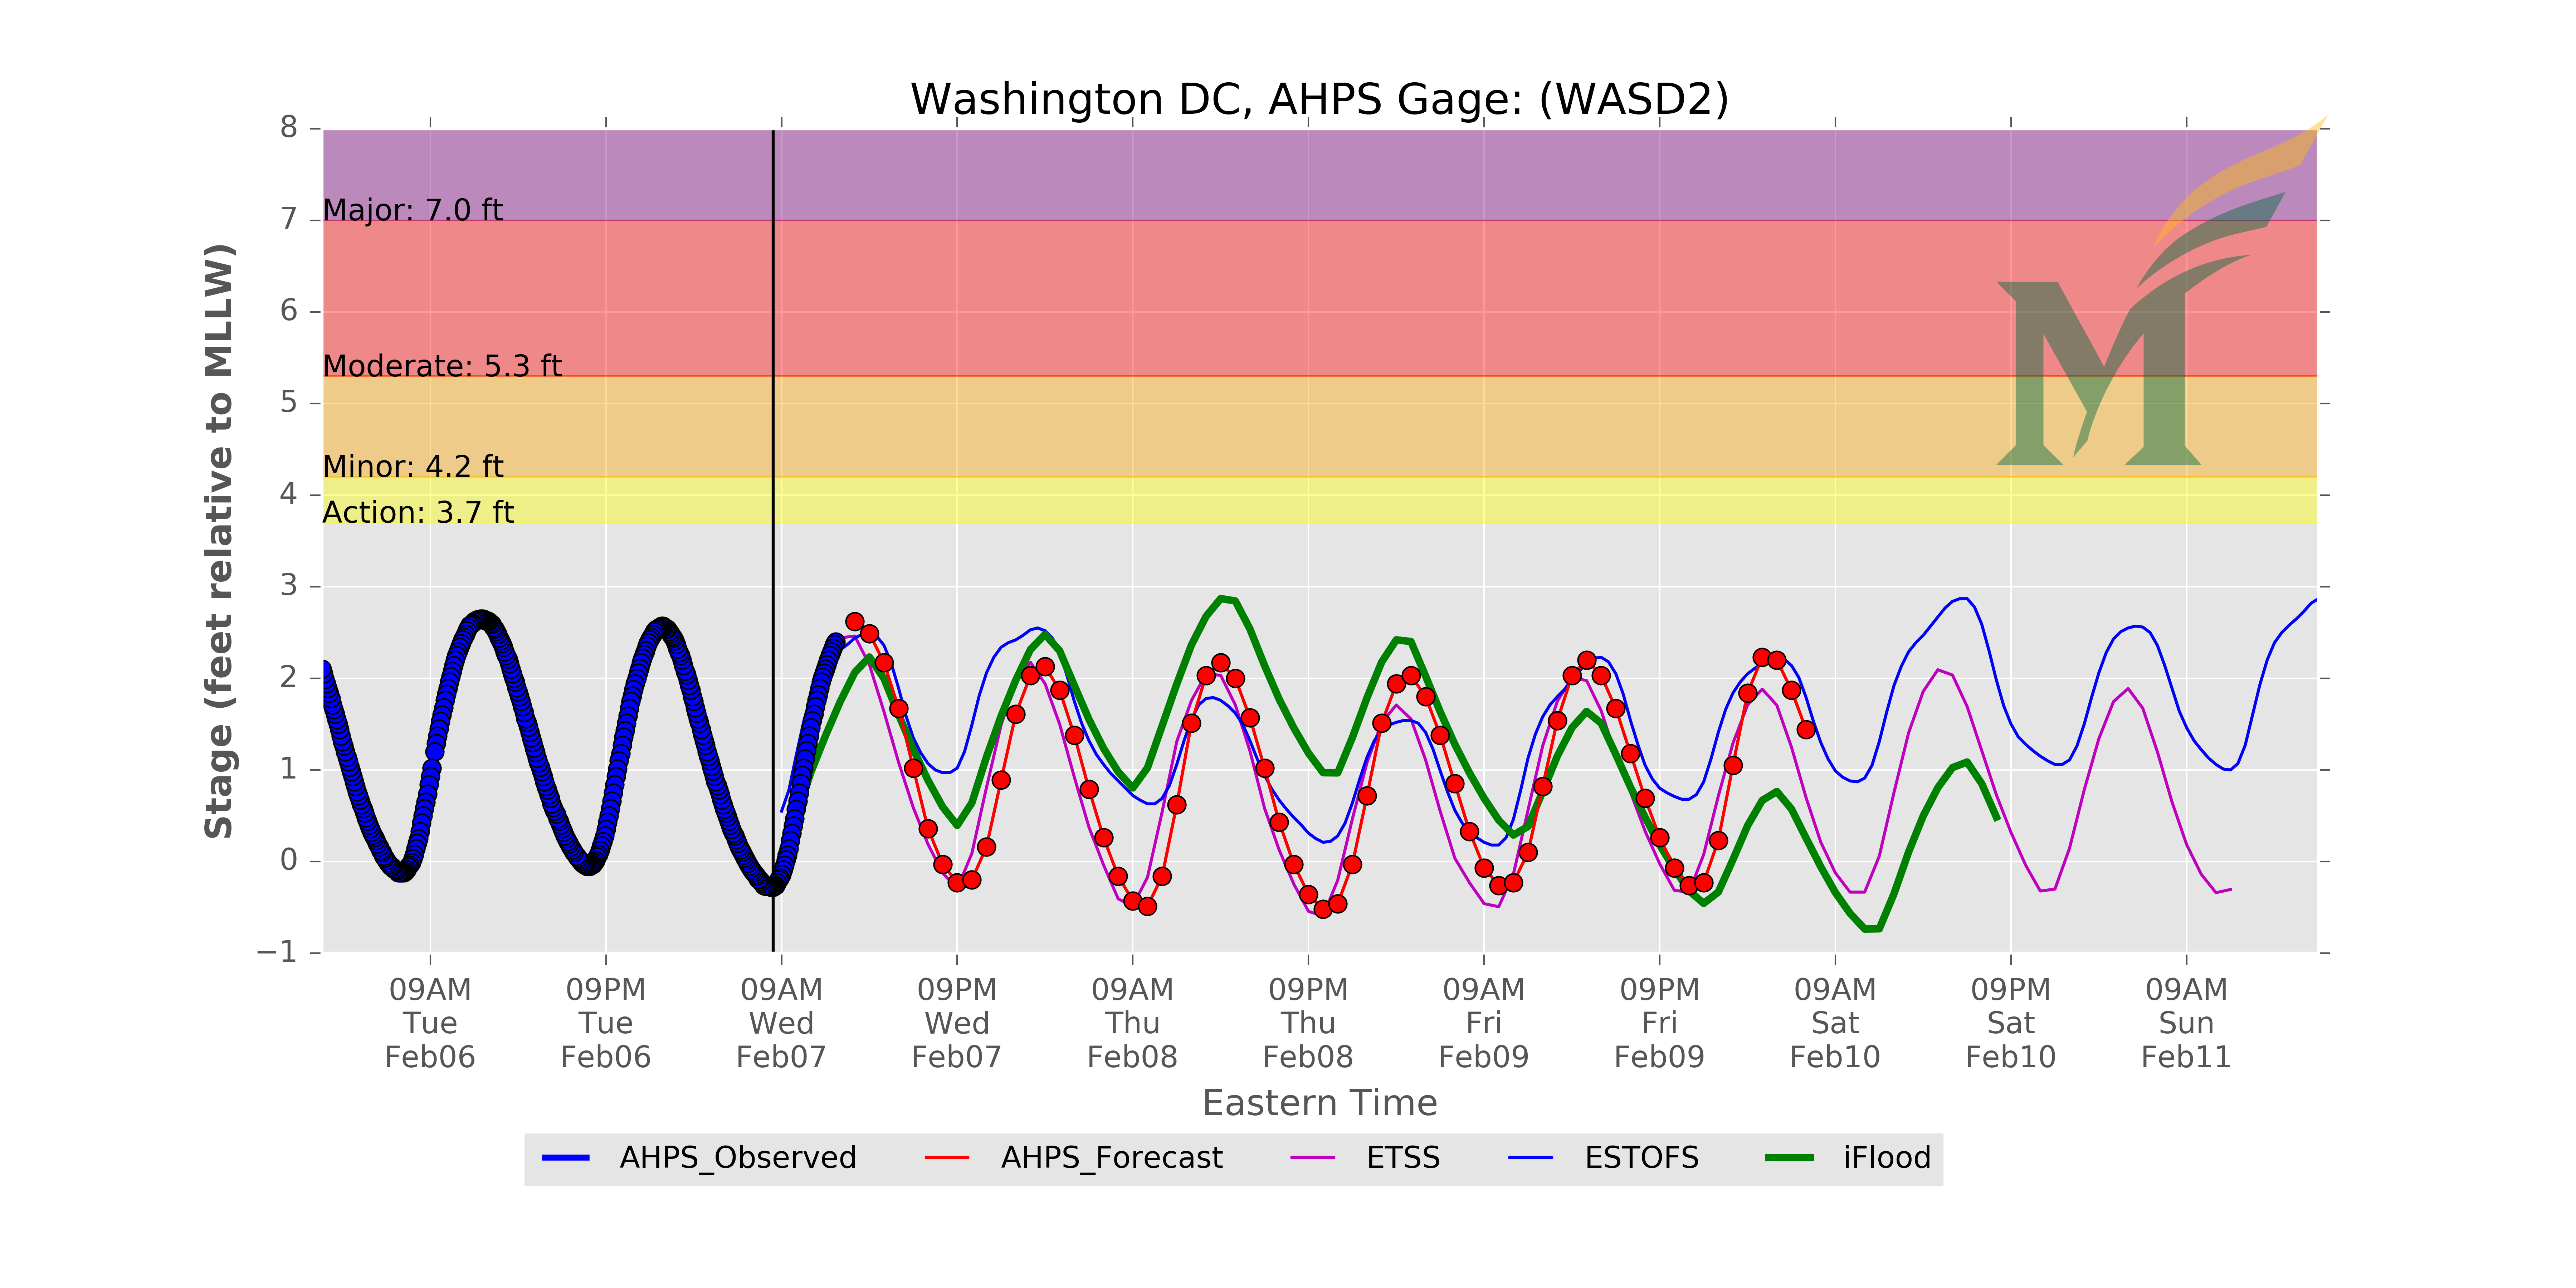 Washington DC, AHPS Gage: (WASD2)
8
7
6
5
4
3
2
1
0
−1
Stage (feet relative to MLLW)
Major: 7.0 ft
Moderate: 5.3 ft
Minor: 4.2 ft
Action: 3.7 ft
M
09AM 09PM 09AM 09PM 09AM 09PM 09AM 09PM 09AM 09PM 09AM
Tue Tue Wed Wed Thu Thu Fri Fri Sat Sat Sun
Feb06 Feb06 Feb07 Feb07 Feb08 Feb08 Feb09 Feb09 Feb10 Feb10 Feb11
Eastern Time
AHPS_Observed AHPS_Forecast ETSS ESTOFS iFlood